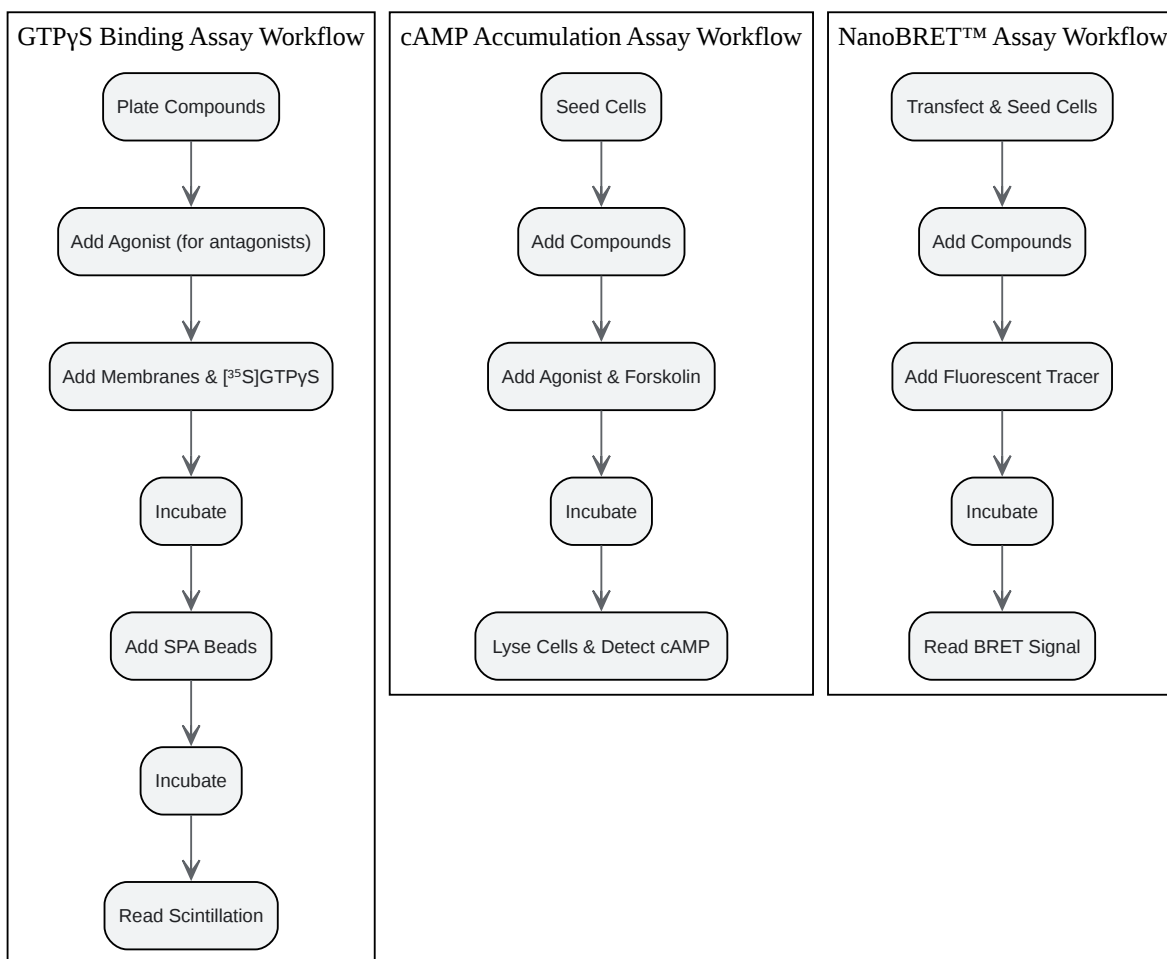 GTPγS Binding Assay Workflow
Plate Compounds
Add Agonist (for antagonists)
Add Membranes & [³⁵S]GTPγS
Incubate
Add SPA Beads
Incubate
Read Scintillation
cAMP Accumulation Assay Workflow
Seed Cells
Add Compounds
Add Agonist & Forskolin
Incubate
Lyse Cells & Detect cAMP
NanoBRET™ Assay Workflow
Transfect & Seed Cells
Add Compounds
Add Fluorescent Tracer
Incubate
Read BRET Signal